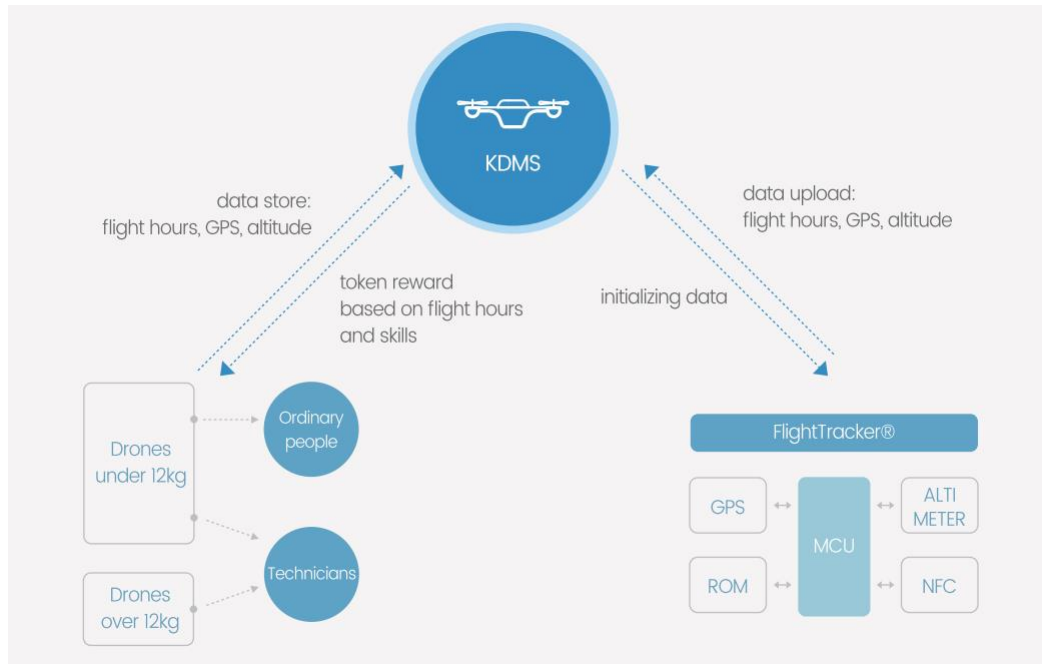 KDMS
data store:
flight hours, GPS, altitude
data upload:
flight hours, GPS, altitude
token reward
based on flight hours
and skills
initializing data
Drones
under 12kg
Ordinary
people
Technicians
Drones
over 12kg
FlightTracker®
GPS
MCU
ALTI
METER
ROM
NFC